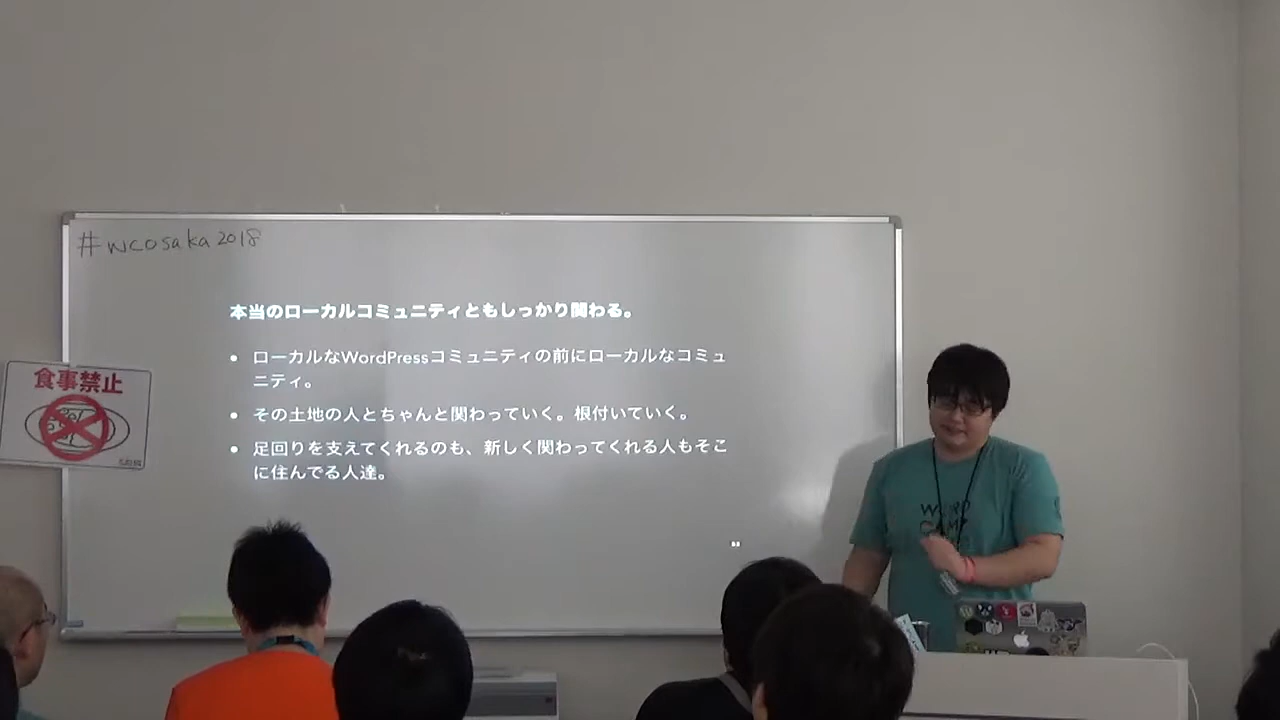 #wcosaka2018
本当のローカルコミュニティともしっかり関わる。
• ローカルなWordPressコミュニティの前にローカルなコミュ
ニティ。
• その土地の人とちゃんと関わっていく。根付いていく。
• 足回りを支えてくれるのも、新しく関わってくれる人もそこ
に住んでる人達。
食事禁止
WORD
CAMP